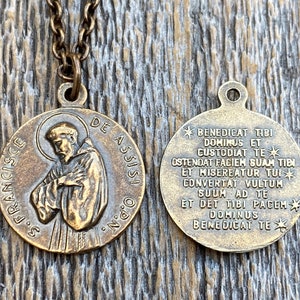 S. FRANCISCE DE ASSISI O.P.N.
BENEDICAT TIBI
DOMINUS ET
CUSTODIAT TE
OSTENDAT FACIEM SUAM TIBI
ET MISEREATUR TUI
CONVERTAT VULTUM
SUUM AD TE
ET DET TIBI PACEM
DOMINUS
BENEDICAT TE